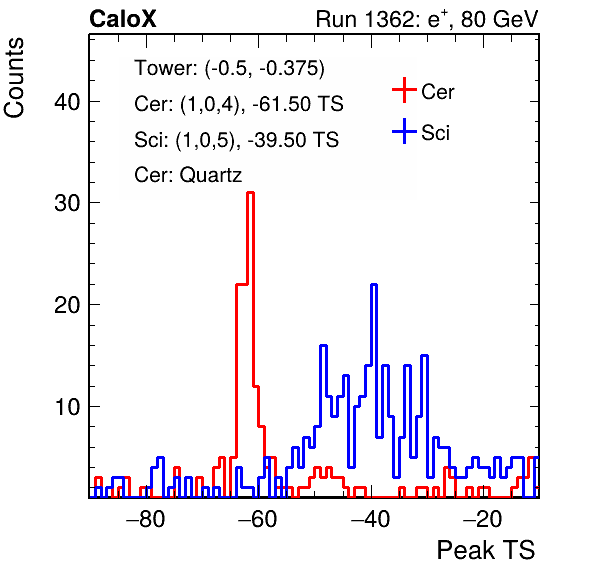 CaloX Run 1362: e⁺, 80 GeV
Counts
Tower: (-0.5, -0.375)
Cer: (1,0,4), -61.50 TS
Sci: (1,0,5), -39.50 TS
Cer: Quartz
Cer
Sci
40
30
20
10
−80 −60 −40 −20
Peak TS